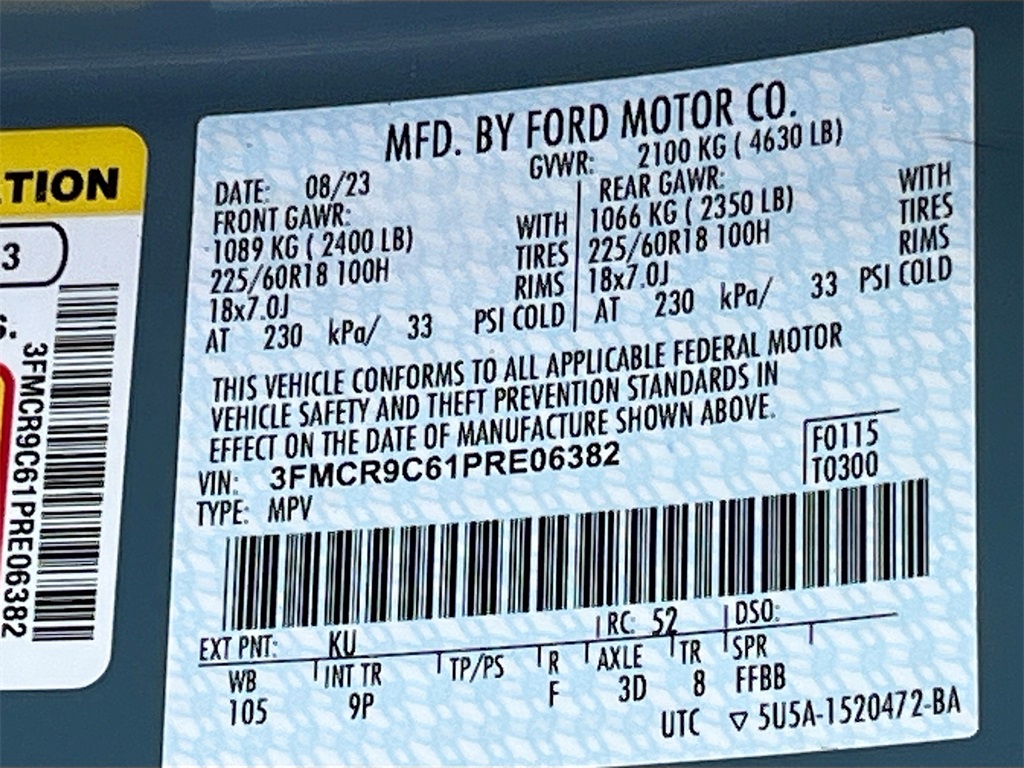 TION
3
S.
3FMCR9C61PRE06382
MFD. BY FORD MOTOR CO.
DATE: 08/23 GVWR: 2100 KG ( 4630 LB)
FRONT GAWR: REAR GAWR:
1089 KG ( 2400 LB) WITH 1066 KG ( 2350 LB) WITH
225/60R18 100H TIRES 225/60R18 100H TIRES
18x7.0J RIMS 18x7.0J RIMS
AT 230 kPa/ 33 PSI COLD AT 230 kPa/ 33 PSI COLD
THIS VEHICLE CONFORMS TO ALL APPLICABLE FEDERAL MOTOR
VEHICLE SAFETY AND THEFT PREVENTION STANDARDS IN
EFFECT ON THE DATE OF MANUFACTURE SHOWN ABOVE.
VIN: 3FMCR9C61PRE06382 F0115
TYPE: MPV T0300
EXT PNT: KU RC: 52 DSO:
WB INT TR TP/PS R AXLE TR SPR
105 9P F 3D 8 FFBB
UTC ▽ 5U5A-1520472-BA